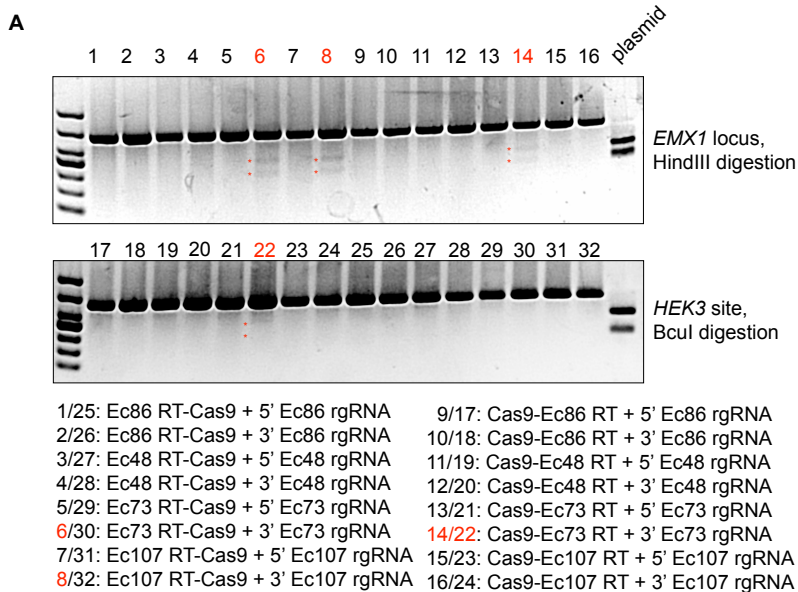 A
1 2 3 4 5 6 7 8 9 10 11 12 13 14 15 16 plasmid
EMX1 locus,
HindIII digestion
17 18 19 20 21 22 23 24 25 26 27 28 29 30 31 32
HEK3 site,
BcuI digestion
1/25: Ec86 RT-Cas9 + 5’ Ec86 rgRNA
2/26: Ec86 RT-Cas9 + 3’ Ec86 rgRNA
3/27: Ec48 RT-Cas9 + 5’ Ec48 rgRNA
4/28: Ec48 RT-Cas9 + 3’ Ec48 rgRNA
5/29: Ec73 RT-Cas9 + 5’ Ec73 rgRNA
6/30: Ec73 RT-Cas9 + 3’ Ec73 rgRNA
7/31: Ec107 RT-Cas9 + 5’ Ec107 rgRNA
8/32: Ec107 RT-Cas9 + 3’ Ec107 rgRNA
9/17: Cas9-Ec86 RT + 5’ Ec86 rgRNA
10/18: Cas9-Ec86 RT + 3’ Ec86 rgRNA
11/19: Cas9-Ec48 RT + 5’ Ec48 rgRNA
12/20: Cas9-Ec48 RT + 3’ Ec48 rgRNA
13/21: Cas9-Ec73 RT + 5’ Ec73 rgRNA
14/22: Cas9-Ec73 RT + 3’ Ec73 rgRNA
15/23: Cas9-Ec107 RT + 5’ Ec107 rgRNA
16/24: Cas9-Ec107 RT + 3’ Ec107 rgRNA